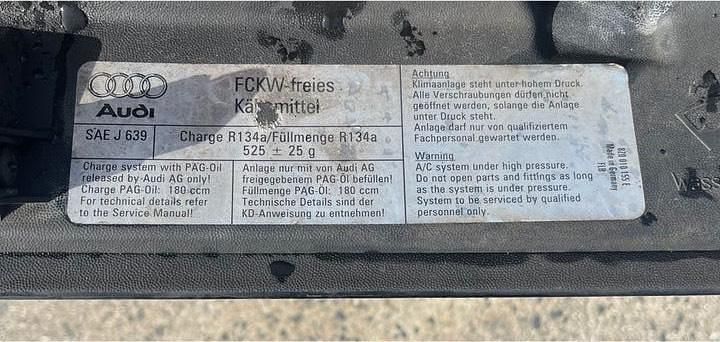 Audi
FCKW-freies
Kältemittel
SAE J 639
Charge R134a/Füllmenge R134a
525 ± 25 g
Charge system with PAG-Oil
released by Audi AG only!
Charge PAG-Oil: 180 ccm
For technical details refer
to the Service Manual!
Anlage nur mit von Audi AG
freigegebenem PAG-Öl befüllen!
Füllmenge PAG-Öl: 180 ccm
Technische Details sind der
KD-Anweisung zu entnehmen!
Achtung
Klimaanlage steht unter hohem Druck.
Alle Verschraubungen dürfen nicht
geöffnet werden, solange die Anlage
unter Druck steht.
Anlage darf nur von qualifiziertem
Fachpersonal gewartet werden.
Warning
A/C system under high pressure.
Do not open parts and fittings as long
as the system is under pressure.
System to be serviced by qualified
personnel only.
8Z0 010 155 E
Made in Germany